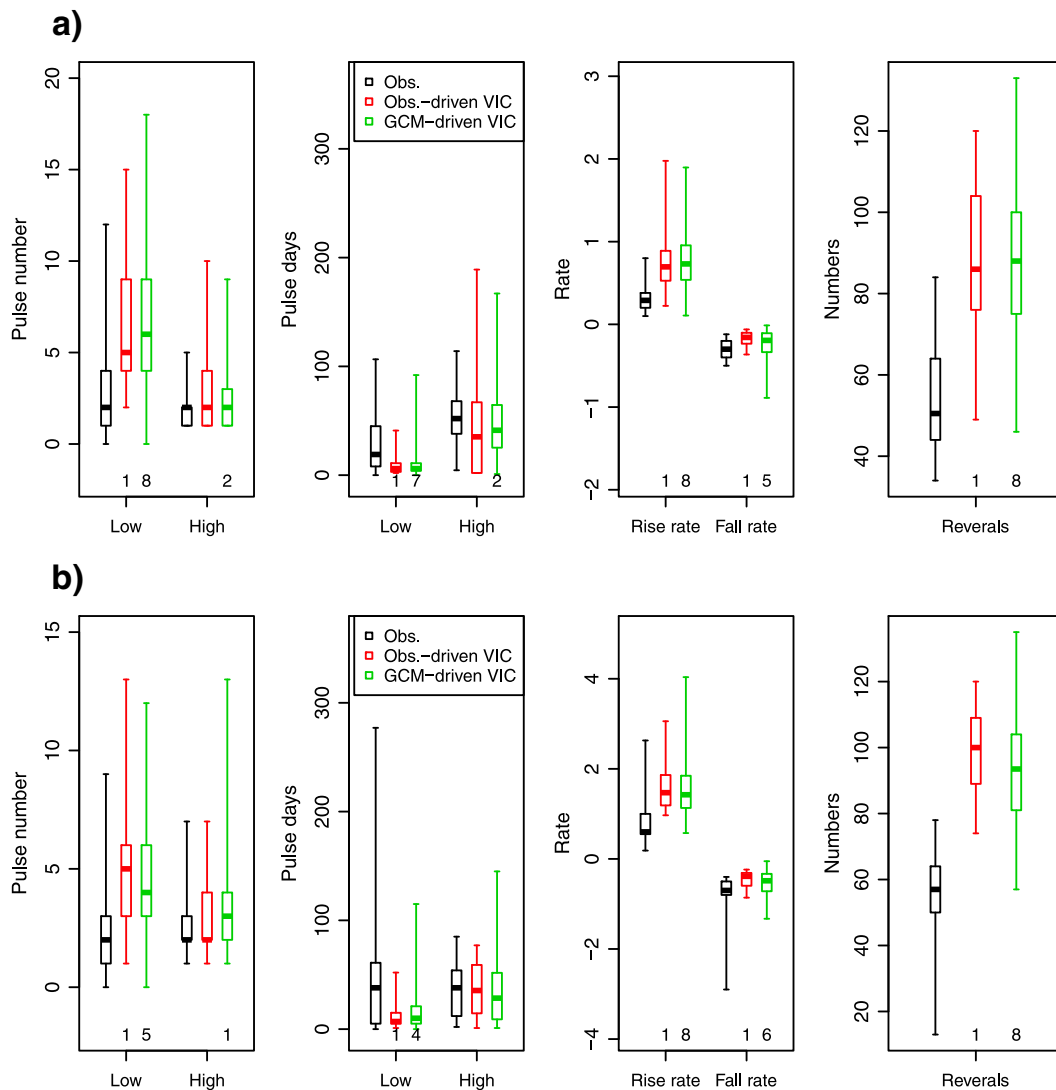 a)
Pulse number
0
5
10
15
20
1 8 2
Low High
Pulse days
0
100
200
300
Obs.
Obs.-driven VIC
GCM-driven VIC
1 7 2
Low High
Rate
−2
−1
0
1
2
3
1 8 1 5
Rise rate Fall rate
Numbers
40
60
80
100
120
1 8
Reverals
b)
Pulse number
0
5
10
15
1 5 1
Low High
Pulse days
0
100
200
300
Obs.
Obs.-driven VIC
GCM-driven VIC
1 4
Low High
Rate
−4
−2
0
2
4
1 8 1 6
Rise rate Fall rate
Numbers
20
40
60
80
100
120
1 8
Reverals